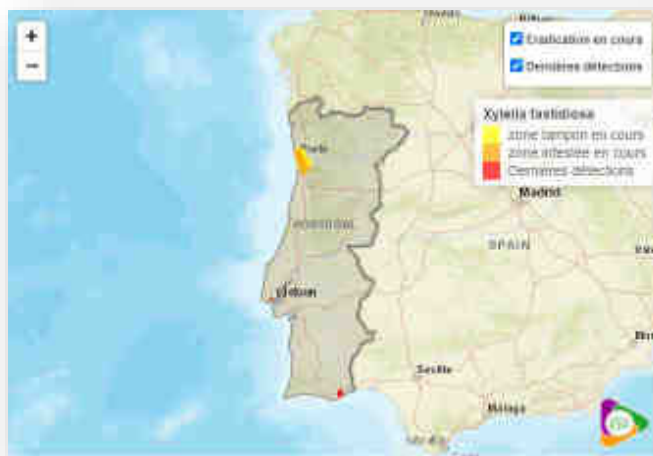 +
−
Eradication en cours
Dernières détections
Xylella fastidiosa
zone tampon en cours
zone infestée en cours
Dernières détections
Porto
Madrid
PORTUGAL
SPAIN
Lisbon
Seville
Málaga